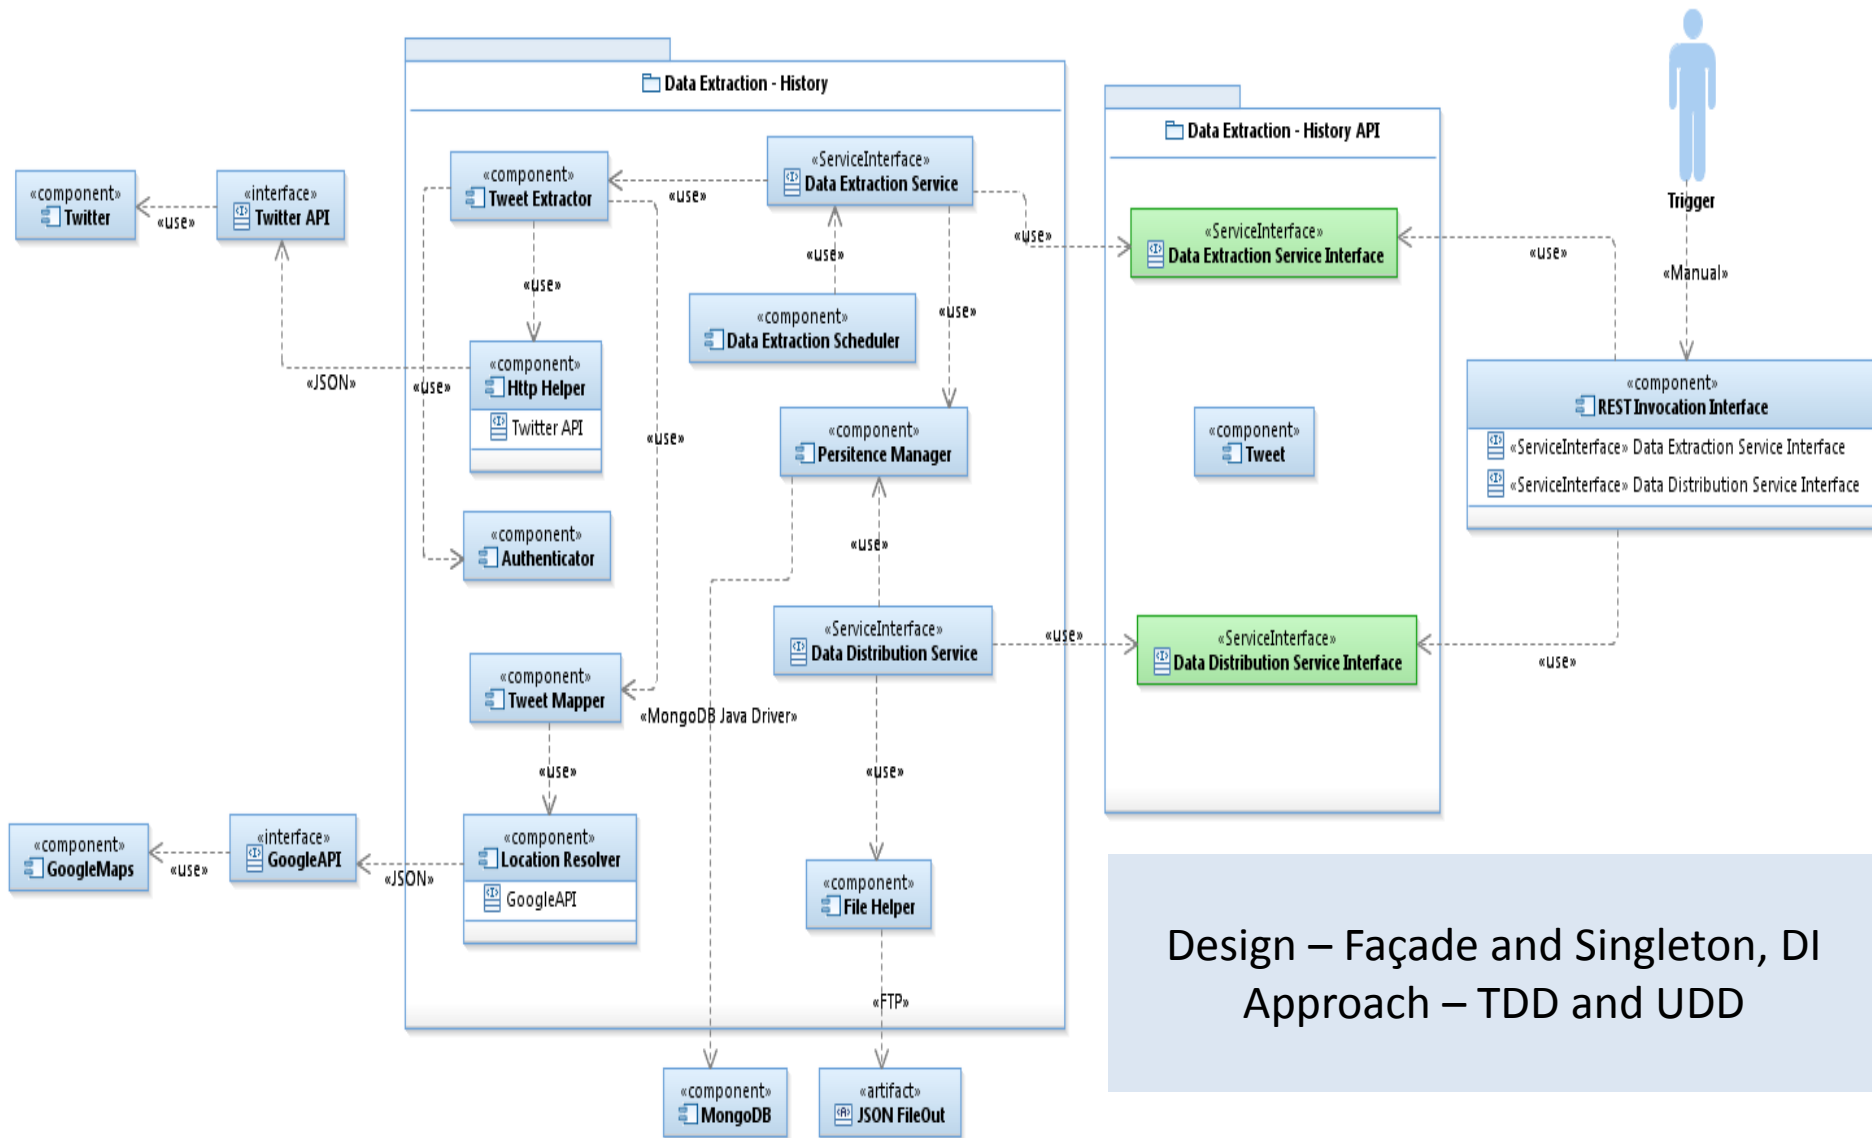 Data Extraction - History
«component»
Twitter
«use»
«interface»
Twitter API
«component»
Tweet Extractor
«use»
«ServiceInterface»
Data Extraction Service
«use»
«use»
«component»
Data Extraction Scheduler
«use»
«use»
«JSON»
«component»
Http Helper
Twitter API
«use»
«use»
«component»
Authenticator
«component»
Persitence Manager
«use»
«ServiceInterface»
Data Distribution Service
«use»
«component»
Tweet Mapper
«MongoDB Java Driver»
«use»
«use»
«component»
GoogleMaps
«use»
«interface»
GoogleAPI
«JSON»
«component»
Location Resolver
GoogleAPI
«component»
File Helper
«FTP»
«component»
MongoDB
«artifact»
JSON FileOut
Data Extraction - History API
«ServiceInterface»
Data Extraction Service Interface
«component»
Tweet
«ServiceInterface»
Data Distribution Service Interface
Trigger
«Manual»
«use»
«component»
REST Invocation Interface
«ServiceInterface» Data Extraction Service Interface
«ServiceInterface» Data Distribution Service Interface
«use»
Design – Façade and Singleton, DI
Approach – TDD and UDD